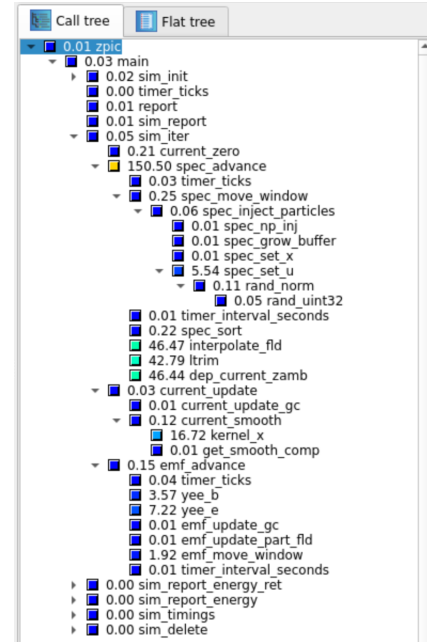 Call tree
Flat tree
0.01 zpic
0.03 main
0.02 sim_init
0.00 timer_ticks
0.01 report
0.01 sim_report
0.05 sim_iter
0.21 current_zero
150.50 spec_advance
0.03 timer_ticks
0.25 spec_move_window
0.06 spec_inject_particles
0.01 spec_np_inj
0.01 spec_grow_buffer
0.01 spec_set_x
5.54 spec_set_u
0.11 rand_norm
0.05 rand_uint32
0.01 timer_interval_seconds
0.22 spec_sort
46.47 interpolate_fld
42.79 ltrim
46.44 dep_current_zamb
0.03 current_update
0.01 current_update_gc
0.12 current_smooth
16.72 kernel_x
0.01 get_smooth_comp
0.15 emf_advance
0.04 timer_ticks
3.57 yee_b
7.22 yee_e
0.01 emf_update_gc
0.01 emf_update_part_fld
1.92 emf_move_window
0.01 timer_interval_seconds
0.00 sim_report_energy_ret
0.00 sim_report_energy
0.00 sim_timings
0.00 sim_delete